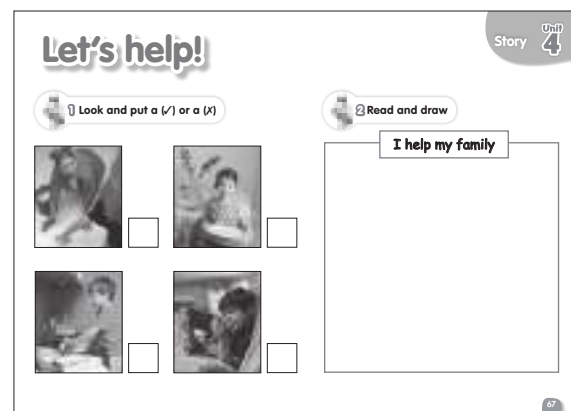 Let's help!
Story
Unit
4
1 Look and put a (✓) or a (✗)
2 Read and draw
I help my family
67